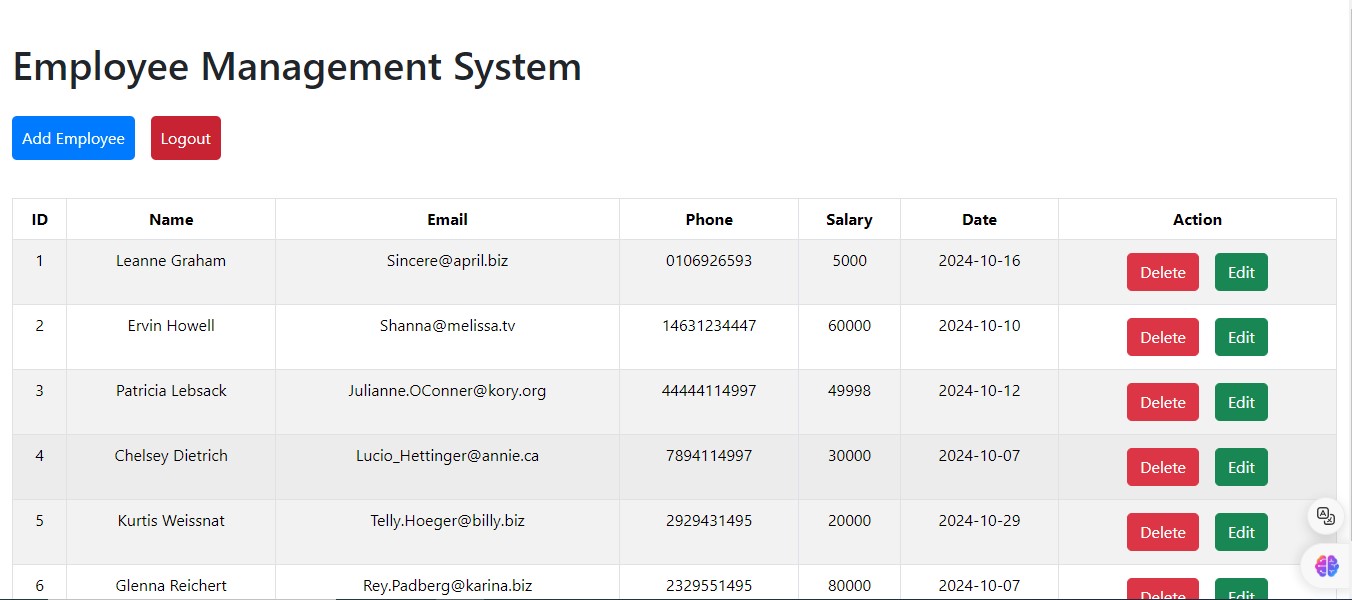 Employee Management System
Add Employee Logout
ID Name Email Phone Salary Date Action
1 Leanne Graham Sincere@april.biz 0106926593 5000 2024-10-16 Delete Edit
2 Ervin Howell Shanna@melissa.tv 14631234447 60000 2024-10-10 Delete Edit
3 Patricia Lebsack Julianne.OConner@kory.org 44444114997 49998 2024-10-12 Delete Edit
4 Chelsey Dietrich Lucio_Hettinger@annie.ca 7894114997 30000 2024-10-07 Delete Edit
5 Kurtis Weissnat Telly.Hoeger@billy.biz 2929431495 20000 2024-10-29 Delete Edit
6 Glenna Reichert Rey.Padberg@karina.biz 2329551495 80000 2024-10-07 Delete Edit